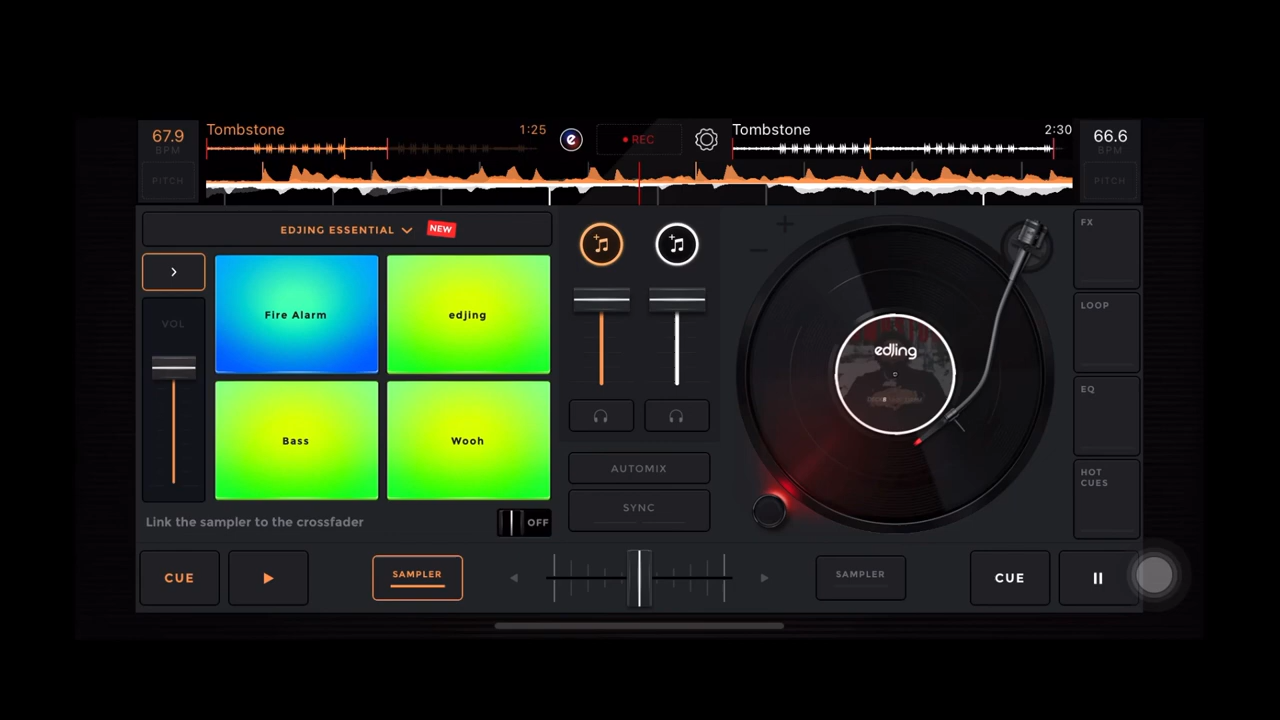 67.9
BPM
PITCH
Tombstone
1:25
REC
Tombstone
2:30
66.6
BPM
PITCH
EDJING ESSENTIAL
NEW
VOL
Fire Alarm
edjing
Bass
Wooh
Link the sampler to the crossfader
OFF
AUTOMIX
SYNC
edjing
FX
LOOP
EQ
HOT
CUES
CUE
SAMPLER
SAMPLER
CUE